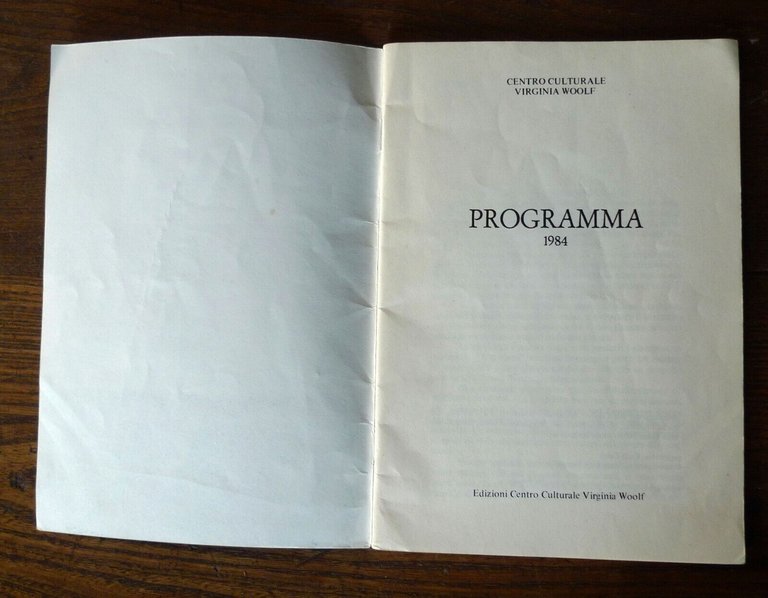 CENTRO CULTURALE
VIRGINIA WOOLF
PROGRAMMA
1984
Edizioni Centro Culturale Virginia Woolf